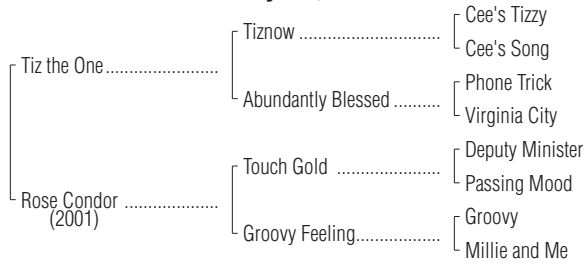 Cee's Tizzy
Tiznow
Cee's Song
Tiz the One
Phone Trick
Abundantly Blessed
Virginia City
Deputy Minister
Touch Gold
Passing Mood
Rose Condor
(2001)
Groovy
Groovy Feeling
Millie and Me